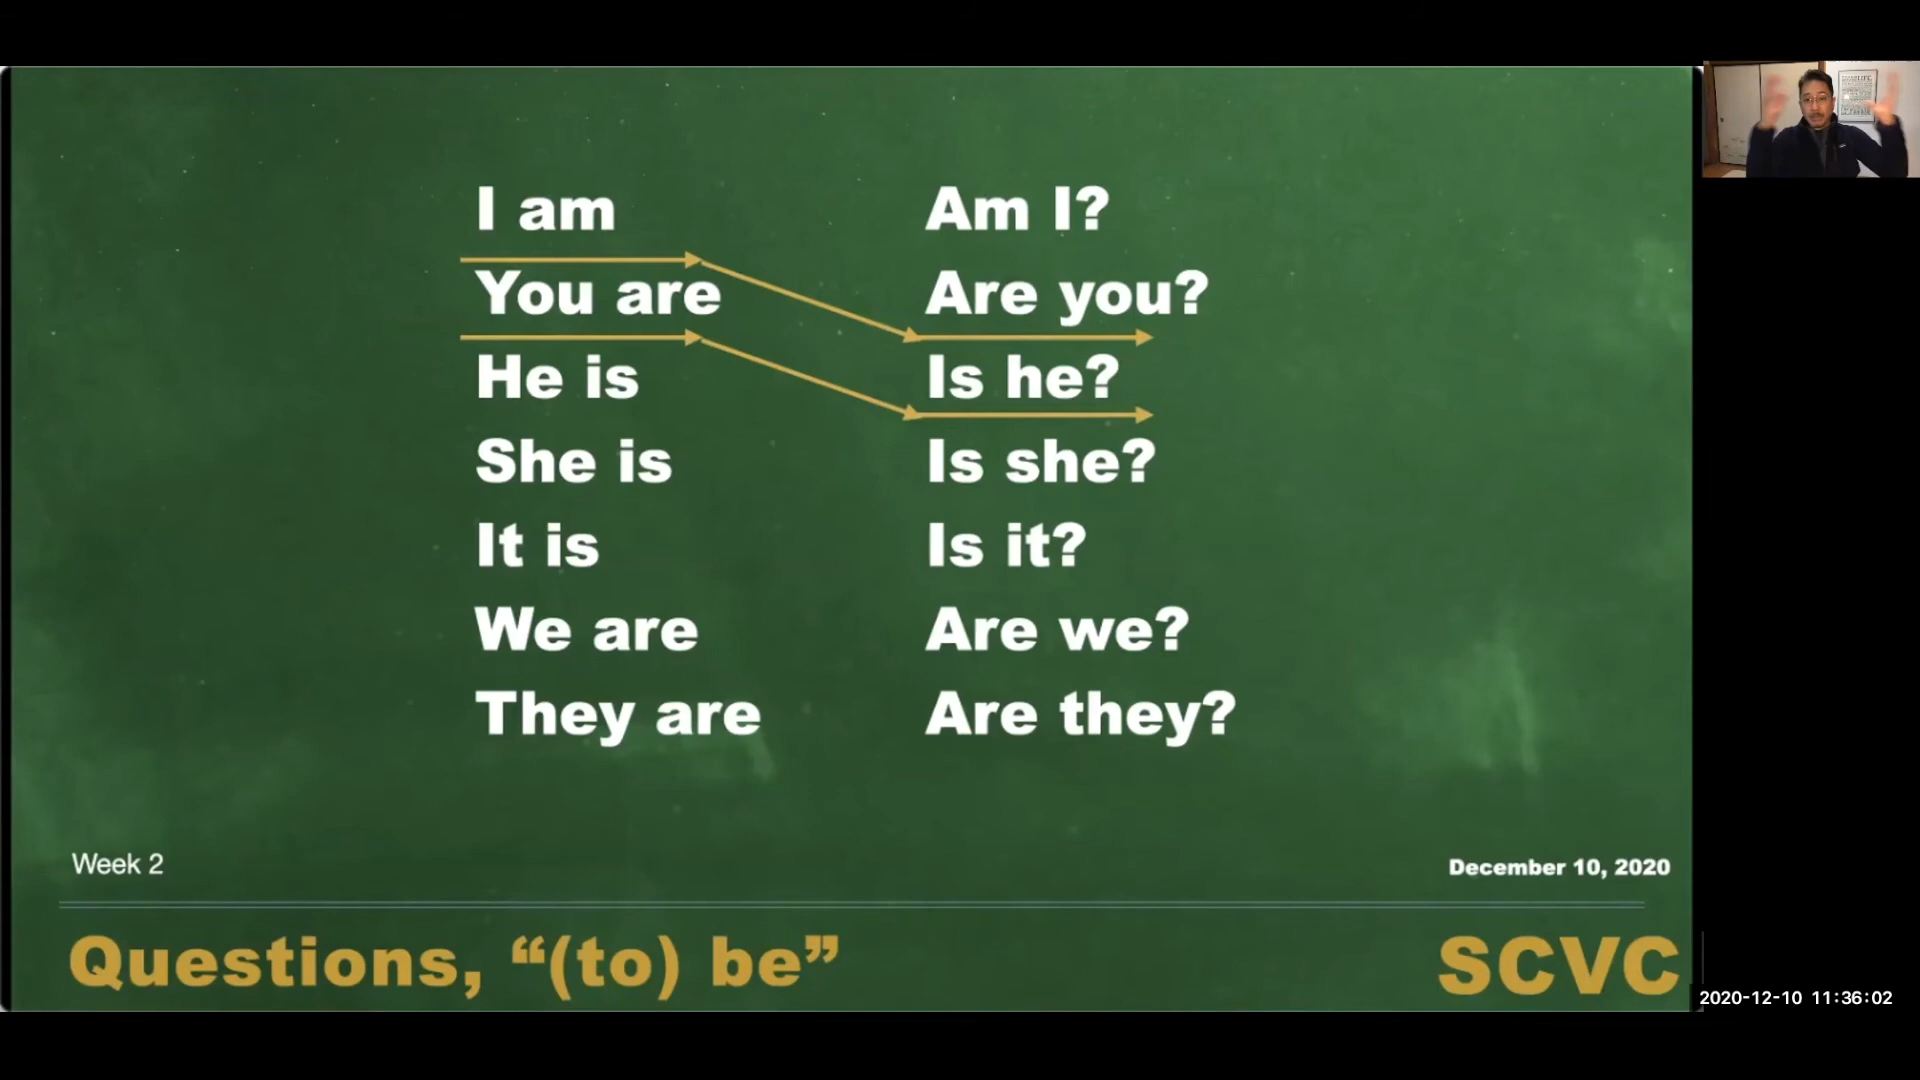 I am Am I?
You are Are you?
He is Is he?
She is Is she?
It is Is it?
We are Are we?
They are Are they?
Week 2 December 10, 2020
Questions, “(to) be” SCVC
2020-12-10 11:36:02